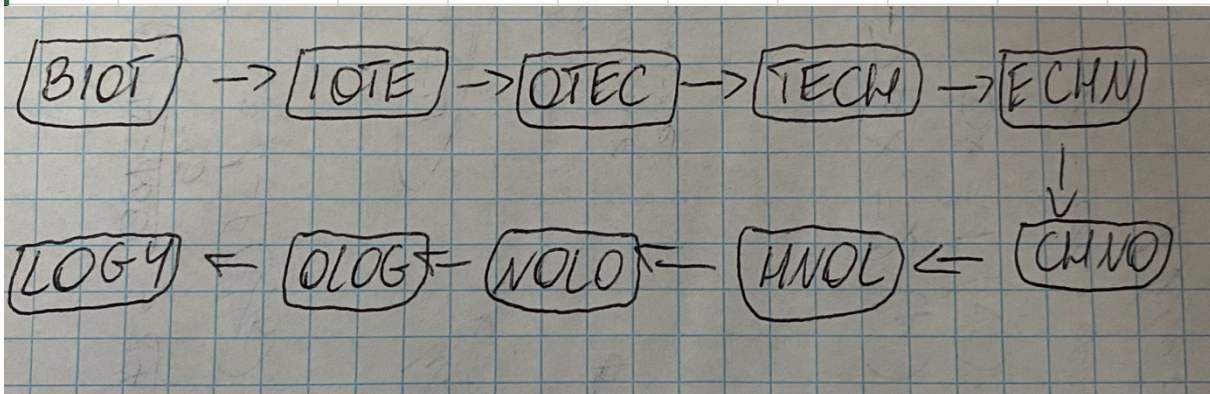 BIOT -> IOTE -> OTEC -> TECH -> ECHN
LOGY <- OLOG <- NOLO <- HNOL <- CHNO